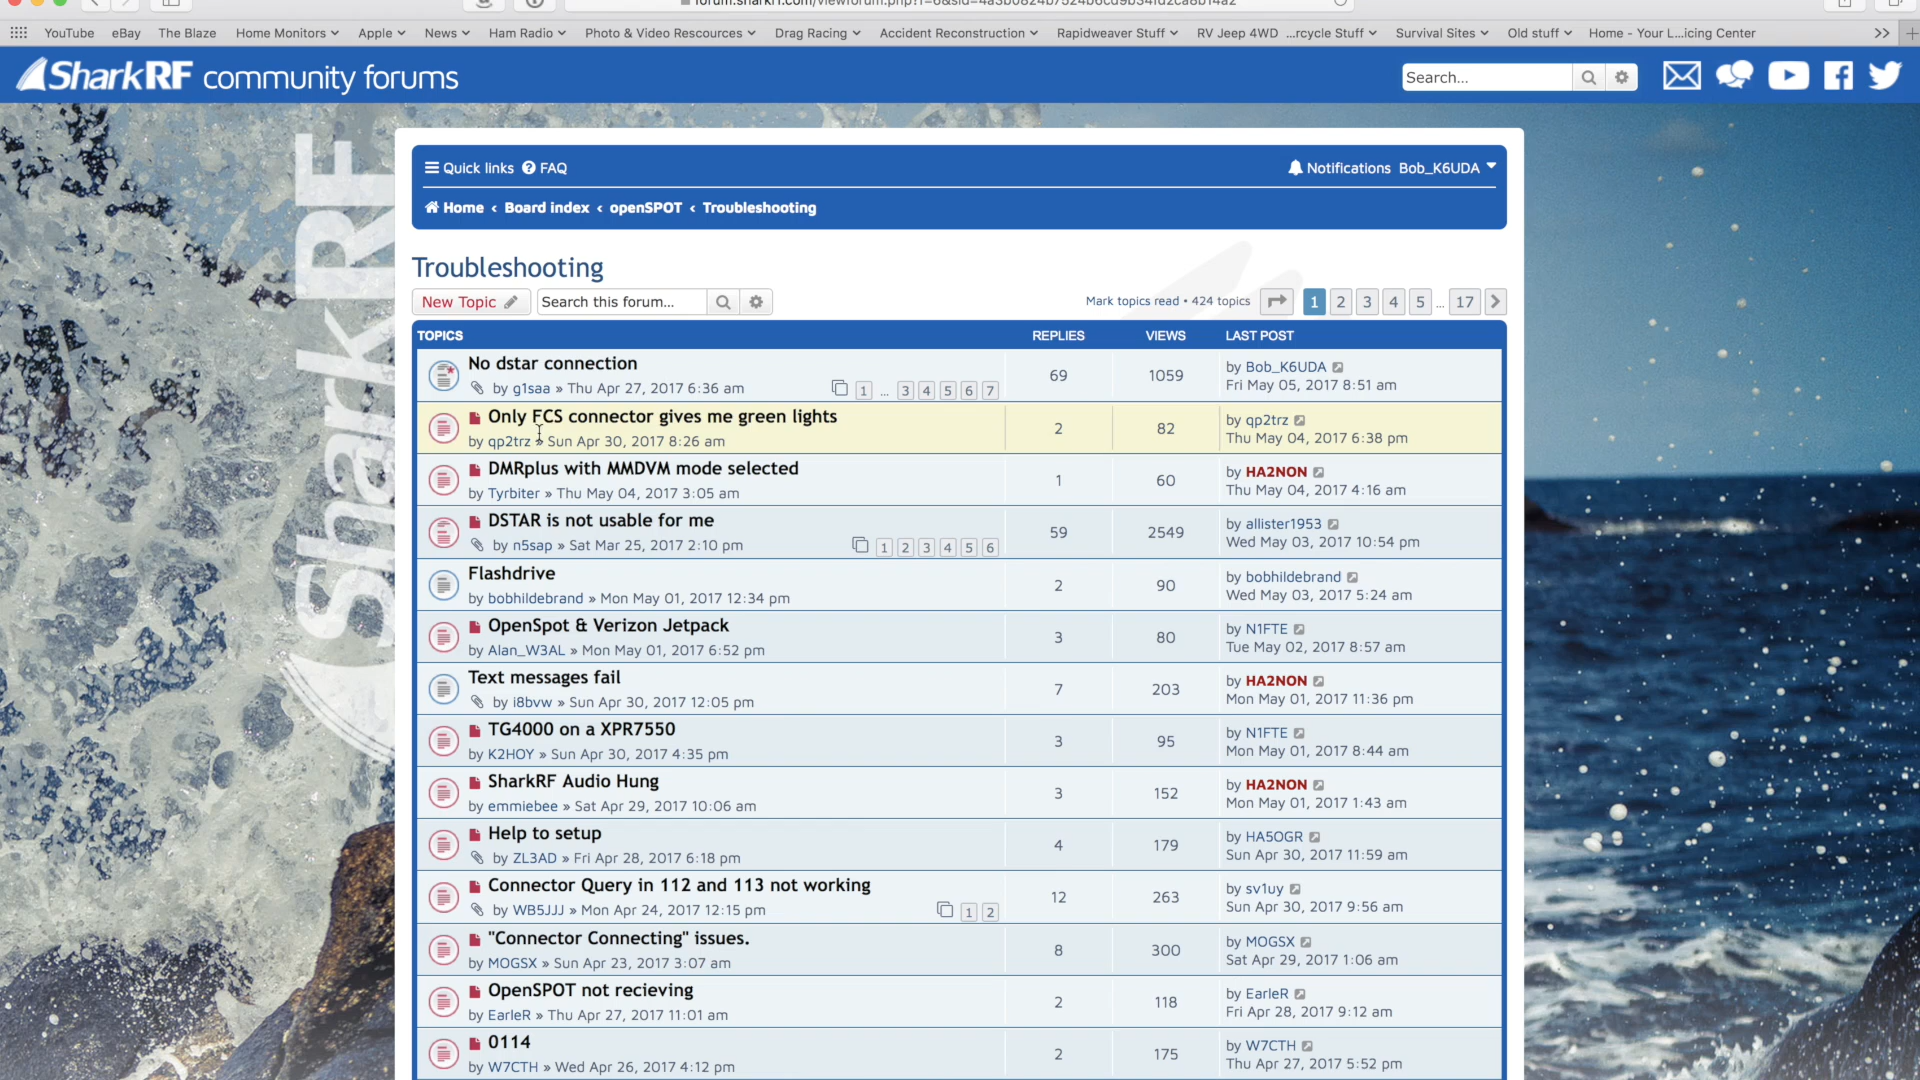 YouTube eBay The Blaze Home Monitors Apple News Ham Radio Photo & Video Rescources Drag Racing Accident Reconstruction Rapidweaver Stuff RV Jeep 4WD ...rcycle Stuff Survival Sites Old stuff Home - Your L...icing Center >>
SharkRF community forums Search...
SharkRF
Quick links FAQ Notifications Bob_K6UDA
Home ‹ Board index ‹ openSPOT ‹ Troubleshooting
Troubleshooting
New Topic Search this forum... Mark topics read • 424 topics 1 2 3 4 5 ... 17
TOPICS REPLIES VIEWS LAST POST
No dstar connection
by g1saa » Thu Apr 27, 2017 6:36 am 1 ... 3 4 5 6 7 69 1059 by Bob_K6UDA
Fri May 05, 2017 8:51 am
Only FCS connector gives me green lights
by qp2trz » Sun Apr 30, 2017 8:26 am 2 82 by qp2trz
Thu May 04, 2017 6:38 pm
DMRplus with MMDVM mode selected
by Tyrbiter » Thu May 04, 2017 3:05 am 1 60 by HA2NON
Thu May 04, 2017 4:16 am
DSTAR is not usable for me
by n5sap » Sat Mar 25, 2017 2:10 pm 1 2 3 4 5 6 59 2549 by allister1953
Wed May 03, 2017 10:54 pm
Flashdrive
by bobhildebrand » Mon May 01, 2017 12:34 pm 2 90 by bobhildebrand
Wed May 03, 2017 5:24 am
OpenSpot & Verizon Jetpack
by Alan_W3AL » Mon May 01, 2017 6:52 pm 3 80 by N1FTE
Tue May 02, 2017 8:57 am
Text messages fail
by i8bvw » Sun Apr 30, 2017 12:05 pm 7 203 by HA2NON
Mon May 01, 2017 11:36 pm
TG4000 on a XPR7550
by K2HOY » Sun Apr 30, 2017 4:35 pm 3 95 by N1FTE
Mon May 01, 2017 8:44 am
SharkRF Audio Hung
by emmiebee » Sat Apr 29, 2017 10:06 am 3 152 by HA2NON
Mon May 01, 2017 1:43 am
Help to setup
by ZL3AD » Fri Apr 28, 2017 6:18 pm 4 179 by HA5OGR
Sun Apr 30, 2017 11:59 am
Connector Query in 112 and 113 not working
by WB5JJJ » Mon Apr 24, 2017 12:15 pm 1 2 12 263 by sv1uy
Sun Apr 30, 2017 9:56 am
"Connector Connecting" issues.
by M0GSX » Sun Apr 23, 2017 3:07 am 8 300 by M0GSX
Sat Apr 29, 2017 1:06 am
OpenSPOT not recieving
by EarleR » Thu Apr 27, 2017 11:01 am 2 118 by EarleR
Fri Apr 28, 2017 9:12 am
0114
by W7CTH » Wed Apr 26, 2017 4:12 pm 2 175 by W7CTH
Thu Apr 27, 2017 5:52 pm